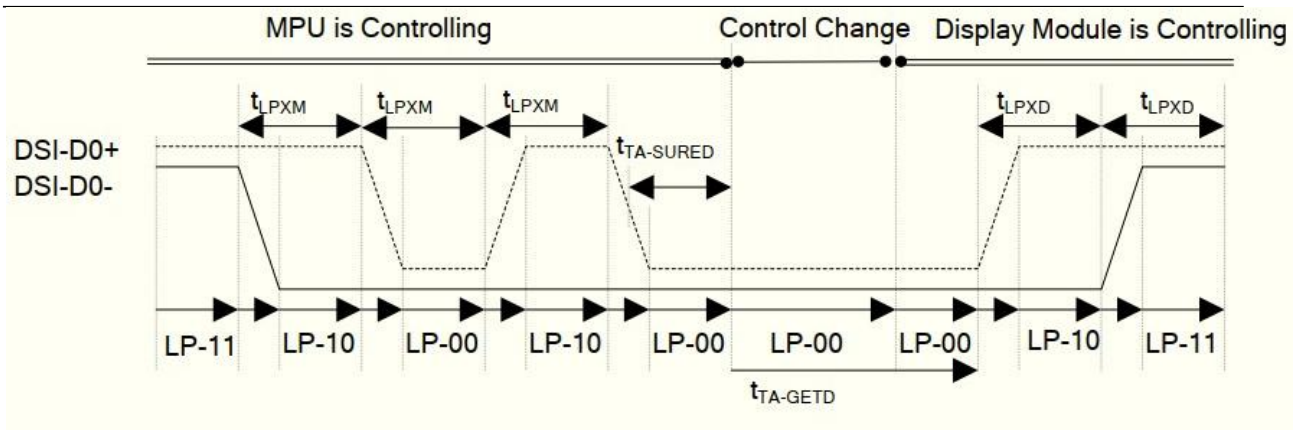 MPU is Controlling Control Change Display Module is Controlling
tLPXM tLPXM tLPXM tLPXD tLPXD
DSI-D0+
tTA-SURED
DSI-D0-
LP-11 LP-10 LP-00 LP-10 LP-00 LP-00 LP-00 LP-10 LP-11
tTA-GETD